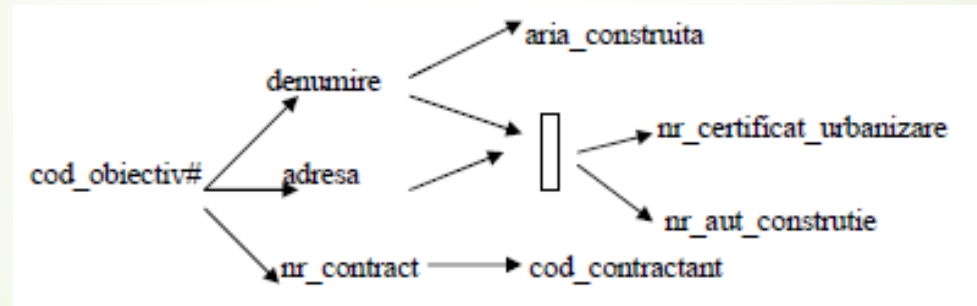 aria_construita
denumire
nr_certificat_urbanizare
cod_obiectiv#
adresa
nr_aut_construtie
nr_contract
cod_contractant